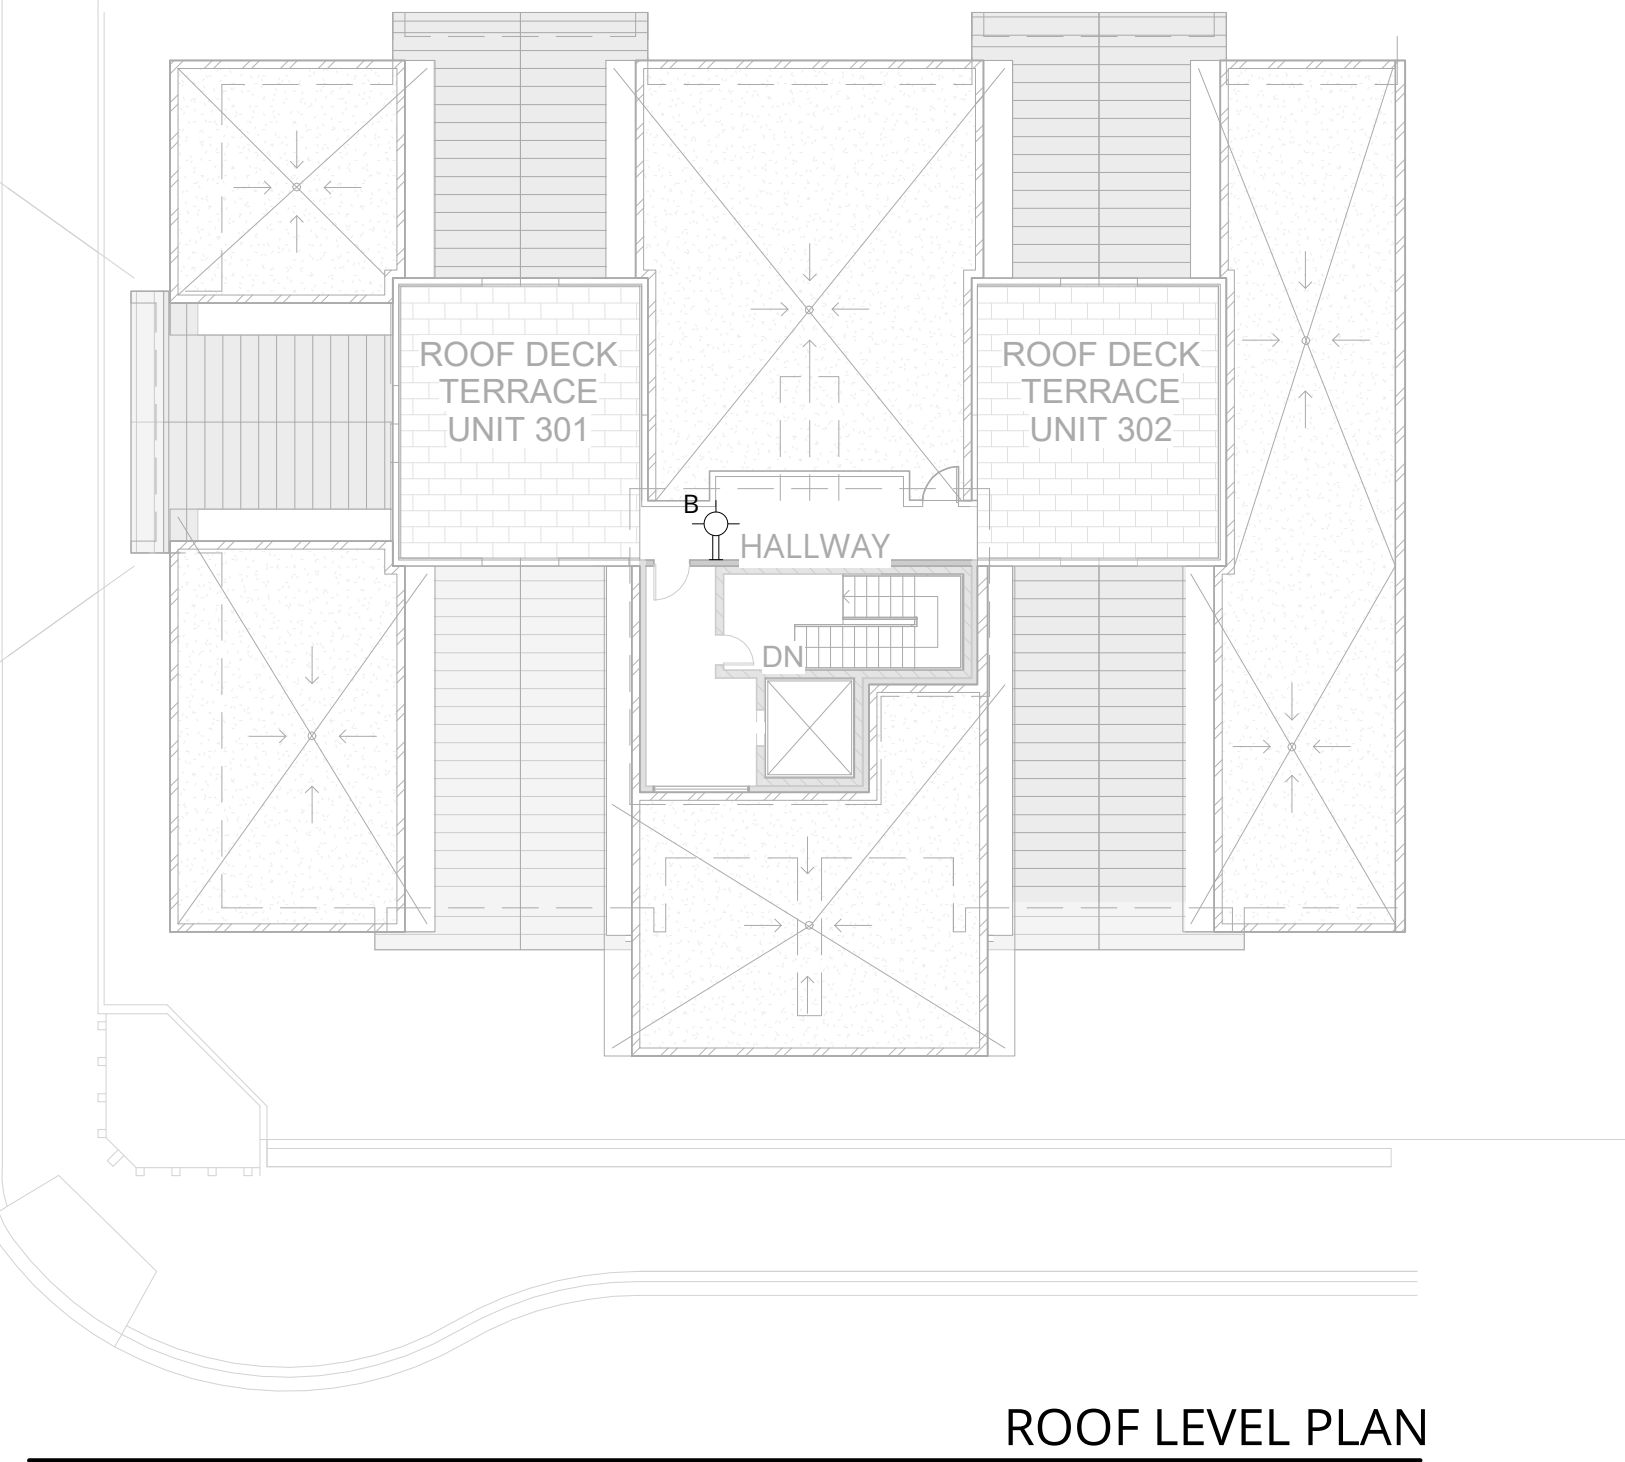 ROOF DECK
TERRACE
UNIT 301
ROOF DECK
TERRACE
UNIT 302
B
HALLWAY
DN
ROOF LEVEL PLAN